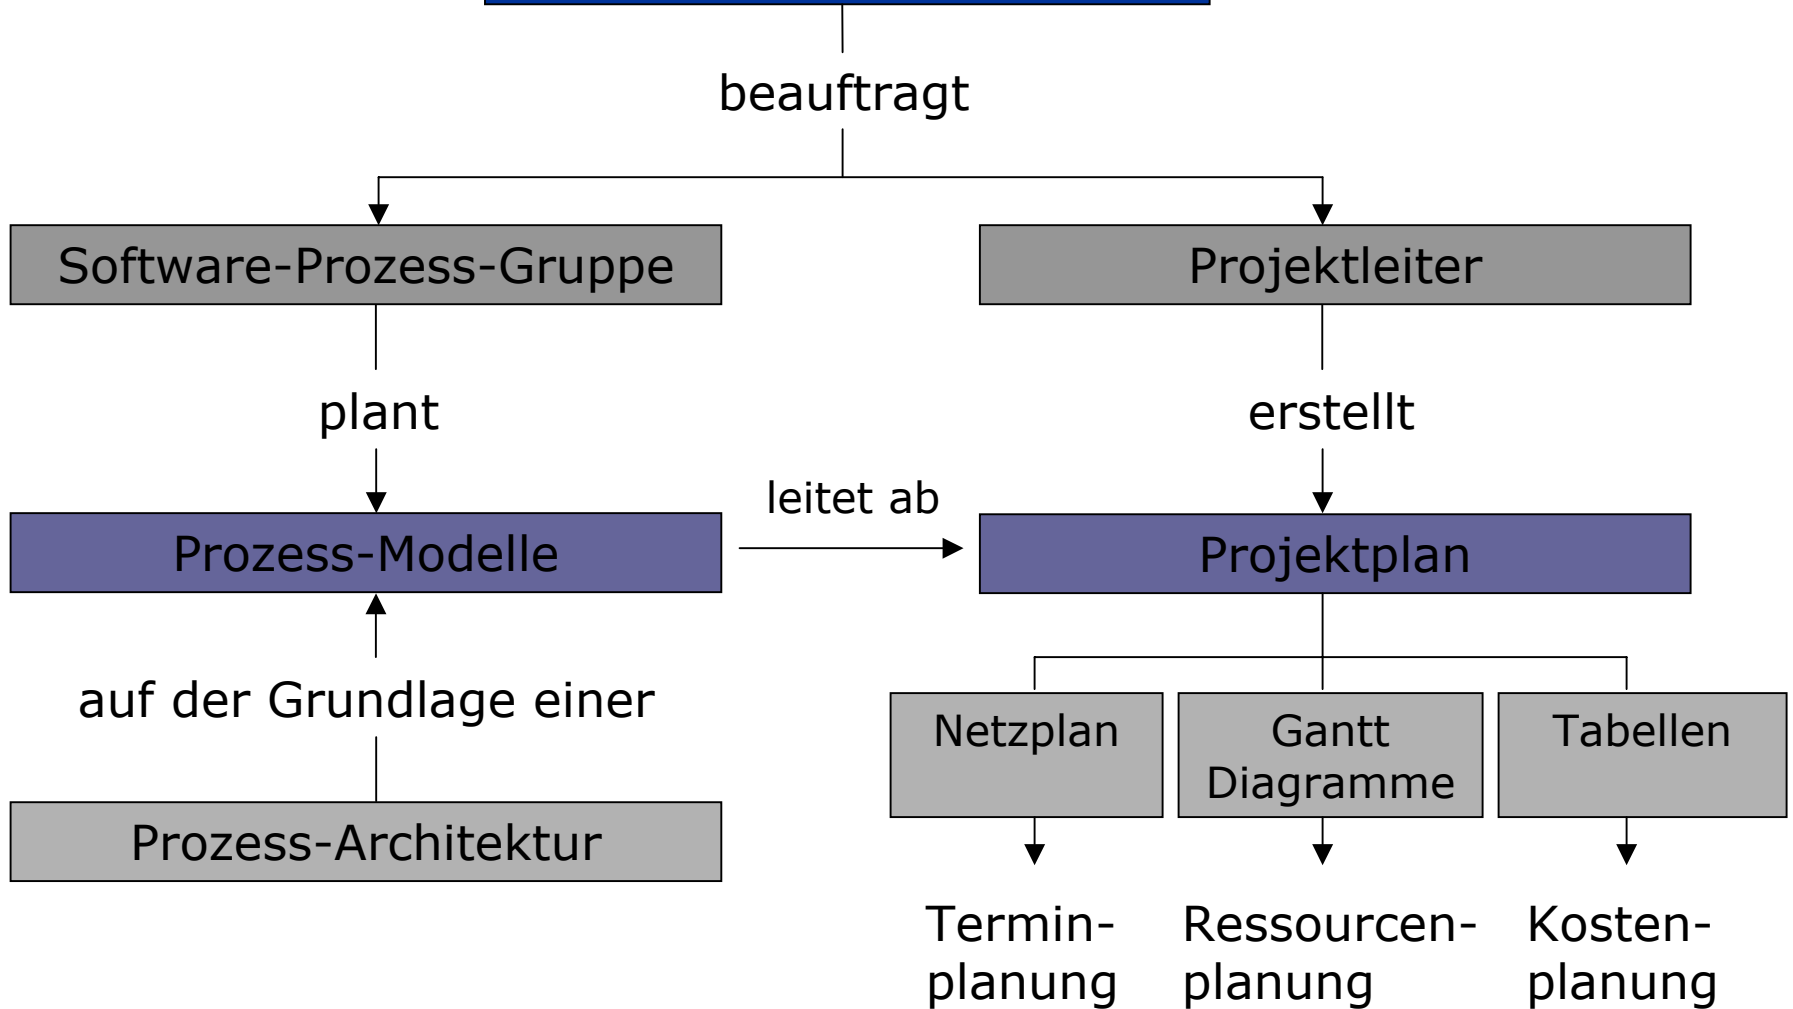 beauftragt
Software-Prozess-Gruppe
Projektleiter
plant
erstellt
leitet ab
Prozess-Modelle
Projektplan
auf der Grundlage einer
Netzplan
Gantt
Diagramme
Tabellen
Prozess-Architektur
Termin-
planung
Ressourcen-
planung
Kosten-
planung